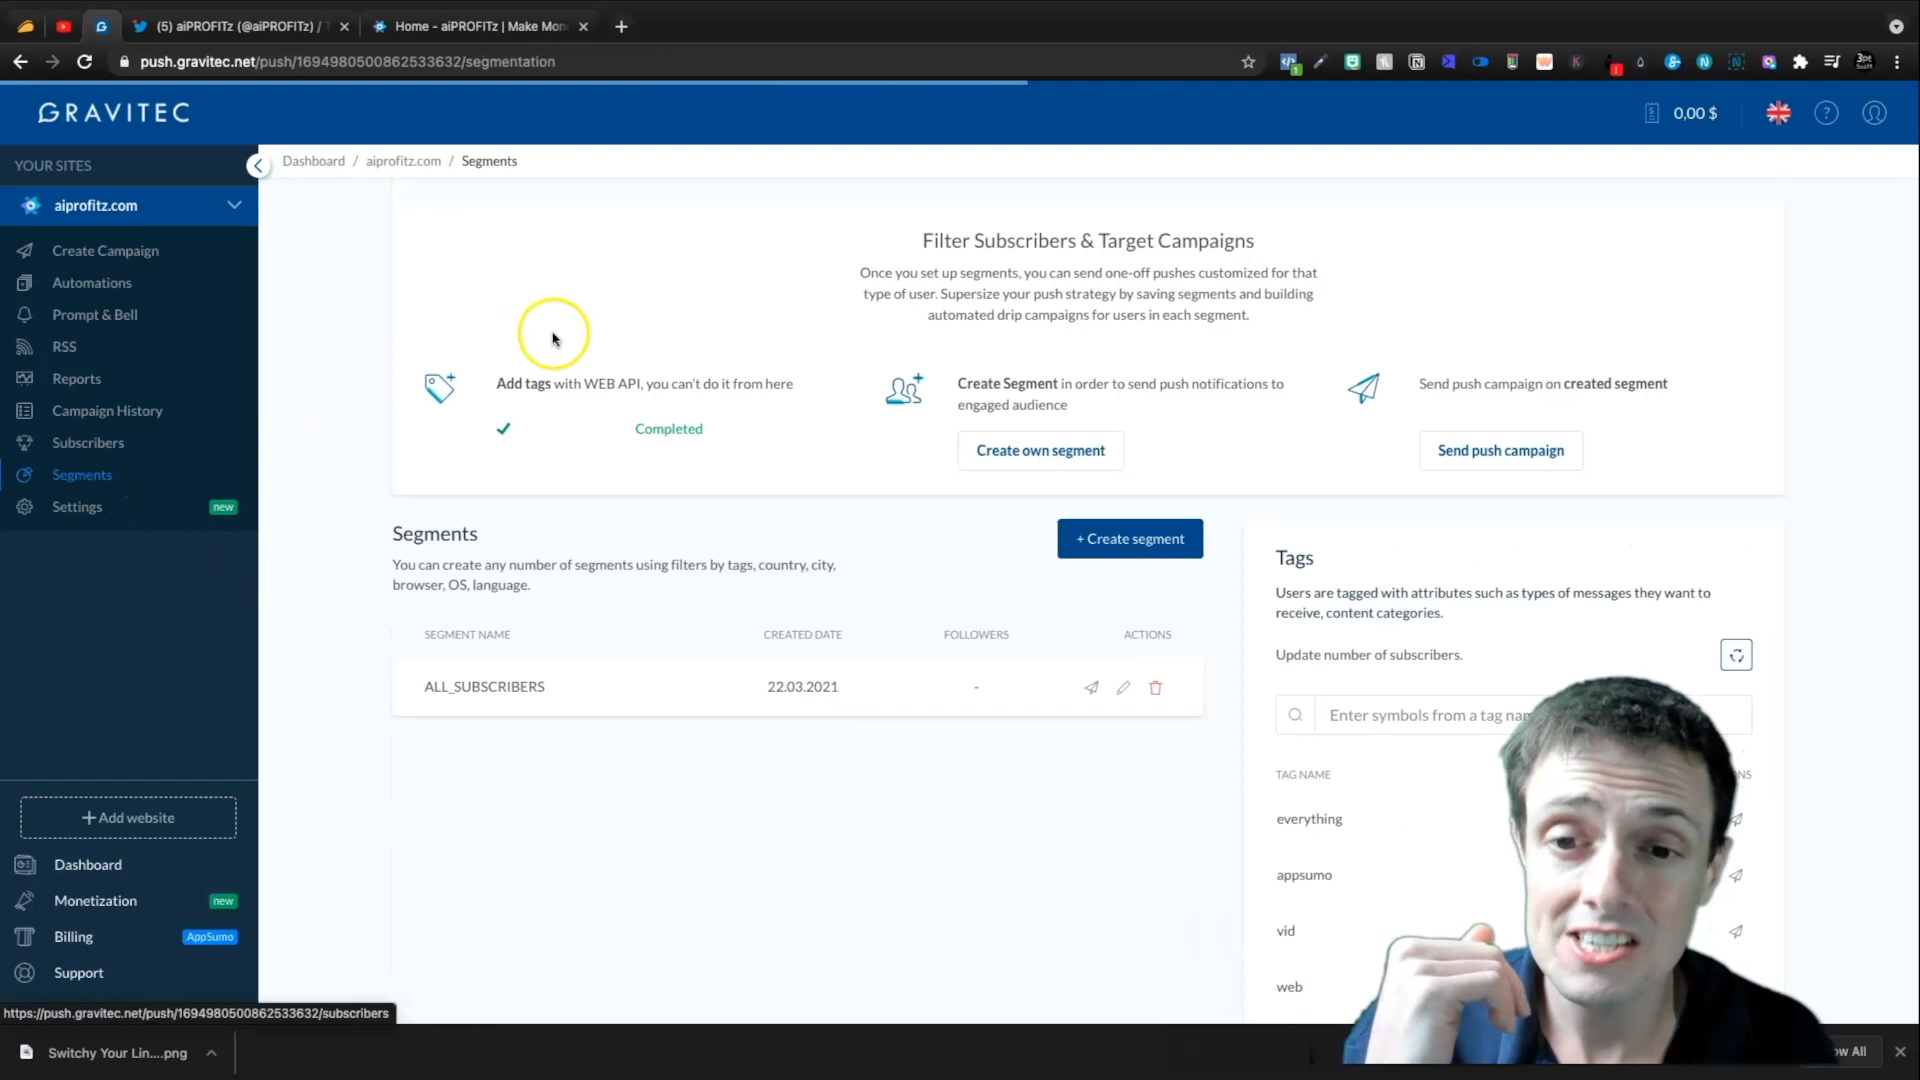 (5) aiPROFITz (@aiPROFITz) /
Home - aiPROFITz | Make Mon
push.gravitec.net/push/1694980500862533632/segmentation
GRAVITEC
0,00 $
YOUR SITES
Dashboard / aiprofitz.com / Segments
aiprofitz.com
Create Campaign
Automations
Prompt & Bell
RSS
Reports
Campaign History
Subscribers
Segments
Settings new
Filter Subscribers & Target Campaigns
Once you set up segments, you can send one-off pushes customized for that
type of user. Supersize your push strategy by saving segments and building
automated drip campaigns for users in each segment.
Add tags with WEB API, you can't do it from here
Completed
Create Segment in order to send push notifications to
engaged audience
Create own segment
Send push campaign on created segment
Send push campaign
Segments
You can create any number of segments using filters by tags, country, city,
browser, OS, language.
+ Create segment
SEGMENT NAME CREATED DATE FOLLOWERS ACTIONS
ALL_SUBSCRIBERS 22.03.2021 -
Tags
Users are tagged with attributes such as types of messages they want to
receive, content categories.
Update number of subscribers.
Enter symbols from a tag
TAG NAME
everything
appsumo
vid
web
+ Add website
Dashboard
Monetization new
Billing AppSumo
Support
https://push.gravitec.net/push/1694980500862533632/subscribers
Switchy Your Lin....png
All